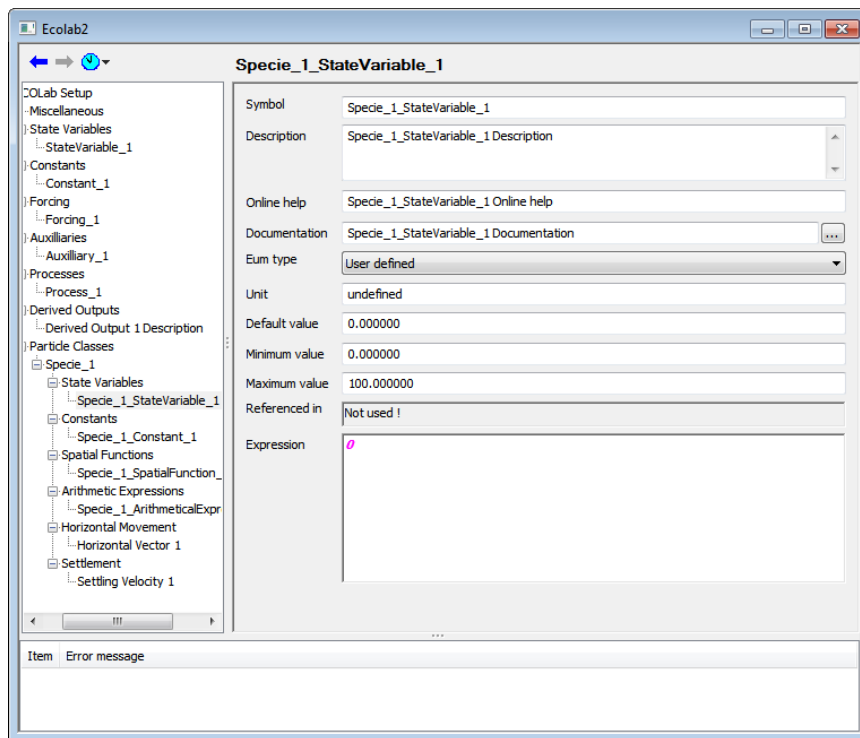 Ecolab2
Specie_1_StateVariable_1
COLab Setup
Miscellaneous
State Variables
StateVariable_1
Constants
Constant_1
Forcing
Forcing_1
Auxilliaries
Auxilliary_1
Processes
Process_1
Derived Outputs
Derived Output 1 Description
Particle Classes
Specie_1
State Variables
Specie_1_StateVariable_1
Constants
Specie_1_Constant_1
Spatial Functions
Specie_1_SpatialFunction_
Arithmetic Expressions
Specie_1_ArithmeticalExpr
Horizontal Movement
Horizontal Vector 1
Settlement
Settling Velocity 1
Symbol Specie_1_StateVariable_1
Description Specie_1_StateVariable_1 Description
Online help Specie_1_StateVariable_1 Online help
Documentation Specie_1_StateVariable_1 Documentation ...
Eum type User defined
Unit undefined
Default value 0.000000
Minimum value 0.000000
Maximum value 100.000000
Referenced in Not used !
Expression 0
Item Error message